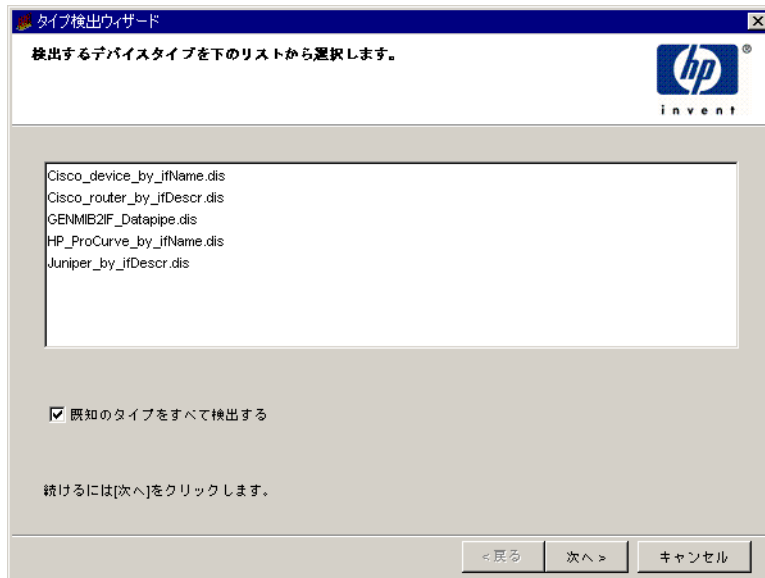 タイプ検出ウィザード
検出するデバイスタイプを下のリストから選択します。
hp
®
invent
Cisco_device_by_ifName.dis
Cisco_router_by_ifDescr.dis
GENMIB2IF_Datapipe.dis
HP_ProCurve_by_ifName.dis
Juniper_by_ifDescr.dis
既知のタイプをすべて検出する
続けるには[次へ]をクリックします。
<戻る 次へ> キャンセル